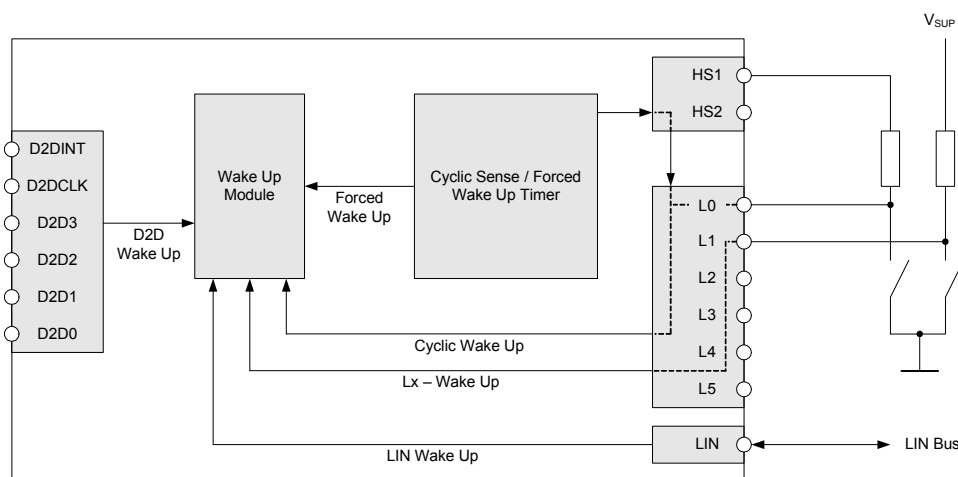 VSUP
HS1
HS2
D2DINT
D2DCLK
D2D3
D2D2
D2D1
D2D0
D2D
Wake Up
Wake Up
Module
Forced
Wake Up
Cyclic Sense / Forced
Wake Up Timer
L0
L1
L2
L3
L4
L5
Cyclic Wake Up
Lx – Wake Up
LIN Wake Up
LIN
LIN Bus